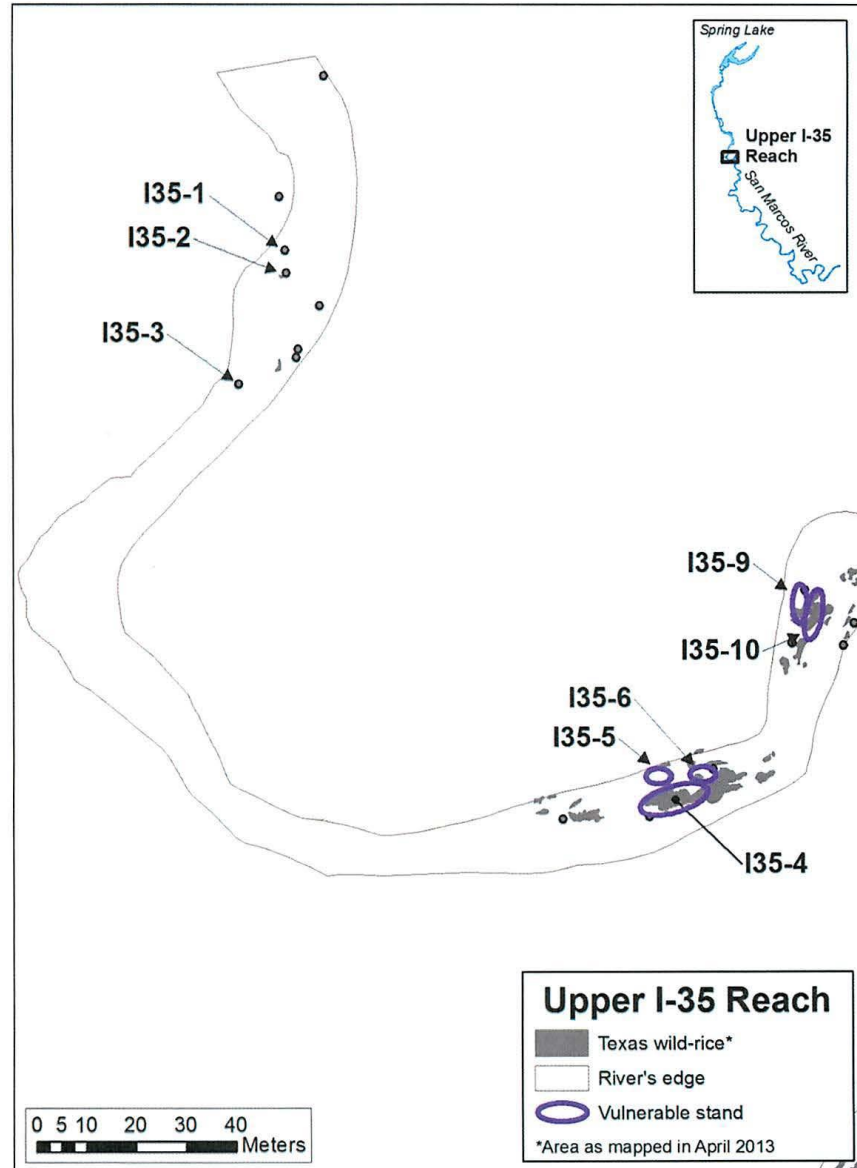 Spring Lake
Upper I-35
Reach
San Marcos River
I35-1
I35-2
I35-3
I35-9
I35-10
I35-6
I35-5
I35-4
Upper I-35 Reach
Texas wild-rice*
River's edge
Vulnerable stand
*Area as mapped in April 2013
0 5 10 20 30 40
Meters